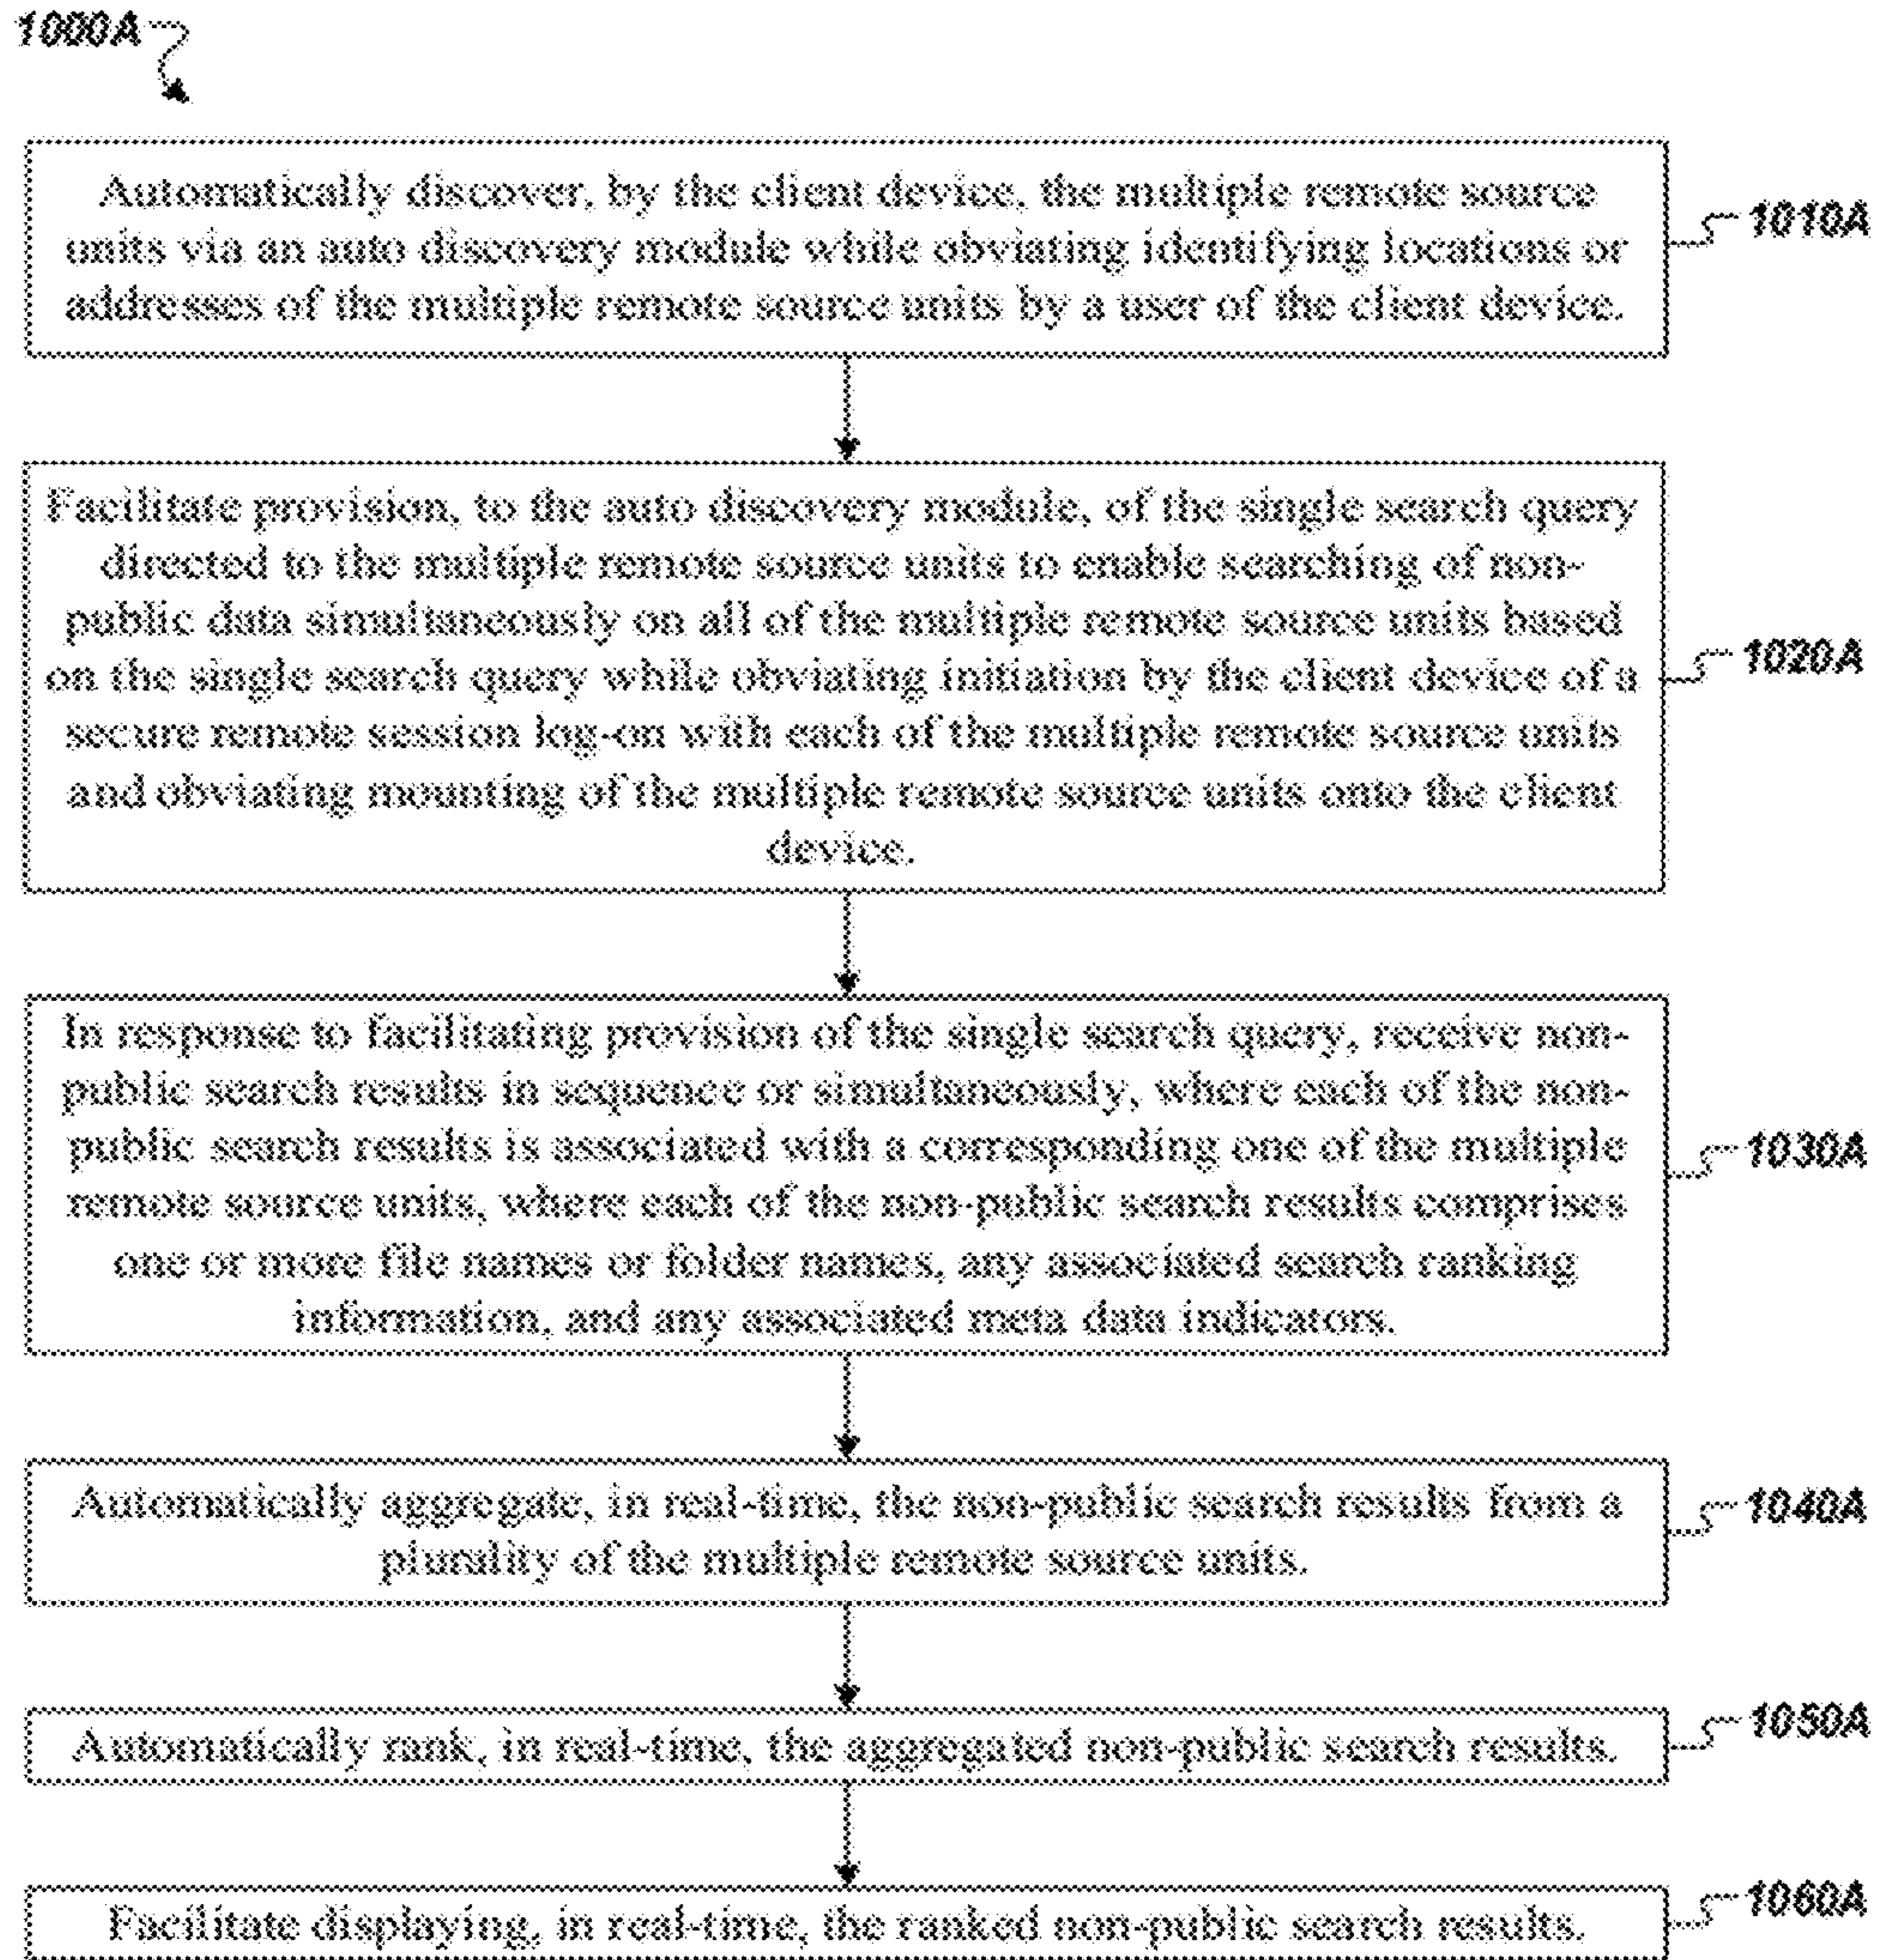 1000A
Automatically discover, by the client device, the multiple remote source
units via an auto discovery module while obviating identifying locations or
addresses of the multiple remote source units by a user of the client device.
1010A
Facilitate provision, to the auto discovery module, of the single search query
directed to the multiple remote source units to enable searching of non-
public data simultaneously on all of the multiple remote source units based
on the single search query while obviating initiation by the client device of a
secure remote session log-on with each of the multiple remote source units
and obviating mounting of the multiple remote source units onto the client
device.
1020A
In response to facilitating provision of the single search query, receive non-
public search results in sequence or simultaneously, where each of the non-
public search results is associated with a corresponding one of the multiple
remote source units, where each of the non-public search results comprises
one or more file names or folder names, any associated search ranking
information, and any associated meta data indicators.
1030A
Automatically aggregate, in real-time, the non-public search results from a
plurality of the multiple remote source units.
1040A
Automatically rank, in real-time, the aggregated non-public search results.
1050A
Facilitate displaying, in real-time, the ranked non-public search results.
1060A